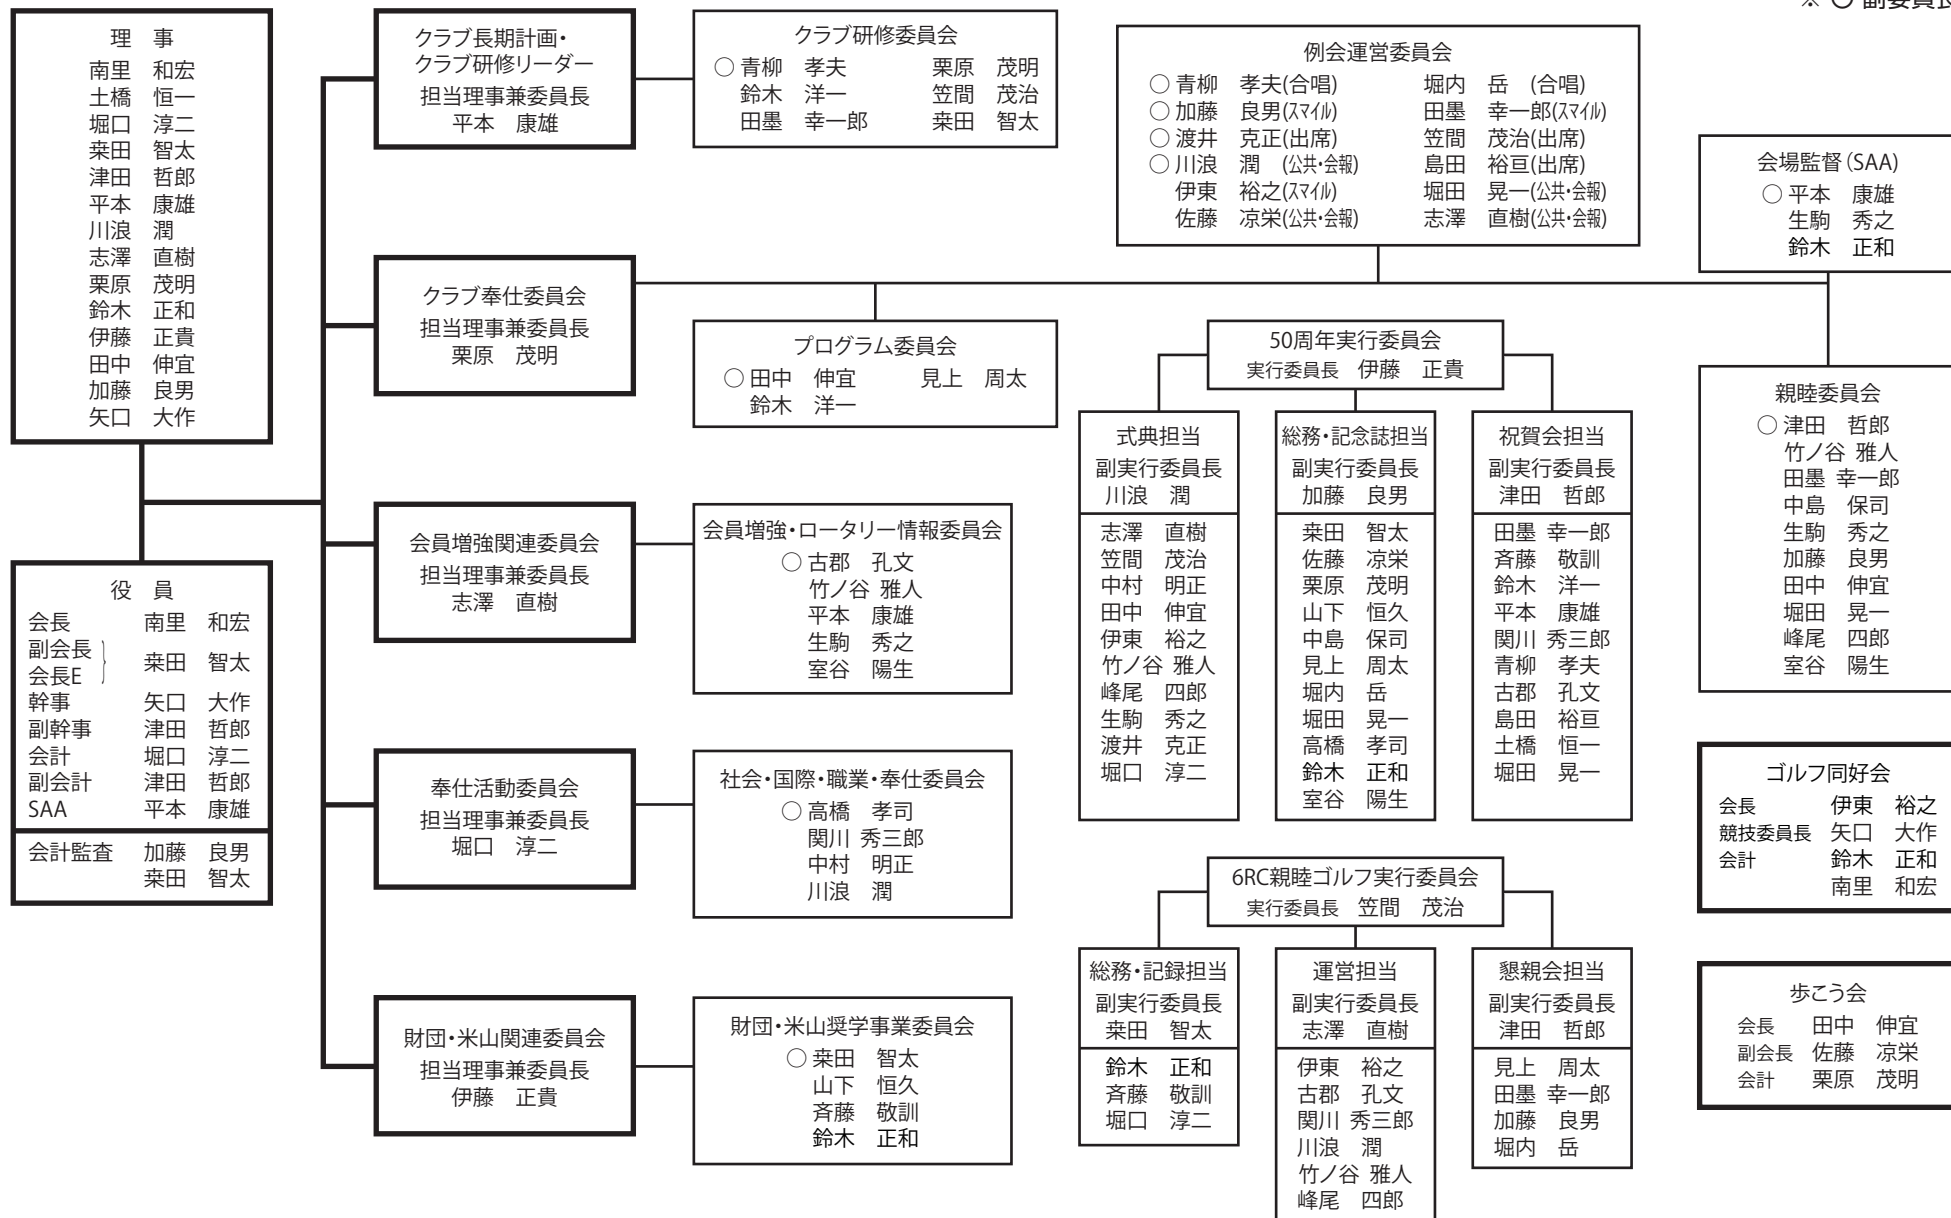 ※ ○ 副委員長
理　事
南里　和宏
土橋　恒一
堀口　淳二
桒田　智太
津田　哲郎
平本　康雄
川浪　潤
志澤　直樹
栗原　茂明
鈴木　正和
伊藤　正貴
田中　伸宜
加藤　良男
矢口　大作
役　員
会長　南里　和宏
副会長
会長E　桒田　智太
幹事　矢口　大作
副幹事　津田　哲郎
会計　堀口　淳二
副会計　津田　哲郎
SAA　平本　康雄
会計監査　加藤　良男
桒田　智太
クラブ長期計画・
クラブ研修リーダー
担当理事兼委員長
平本　康雄
クラブ研修委員会
○ 青柳　孝夫　栗原　茂明
鈴木　洋一　笠間　茂治
田墨　幸一郎　桒田　智太
クラブ奉仕委員会
担当理事兼委員長
栗原　茂明
例会運営委員会
○ 青柳　孝夫(合唱)　堀内　岳　(合唱)
○ 加藤　良男(スマイル)　田墨　幸一郎(スマイル)
○ 渡井　克正(出席)　笠間　茂治(出席)
○ 川浪　潤　(公共・会報)　島田　裕亘(出席)
伊東　裕之(スマイル)　堀田　晃一(公共・会報)
佐藤　凉栄(公共・会報)　志澤　直樹(公共・会報)
会場監督(SAA)
○ 平本　康雄
生駒　秀之
鈴木　正和
プログラム委員会
○ 田中　伸宜　見上　周太
鈴木　洋一
親睦委員会
○ 津田　哲郎
竹ノ谷 雅人
田墨 幸一郎
中島　保司
生駒　秀之
加藤　良男
田中　伸宜
堀田　晃一
峰尾　四郎
室谷　陽生
会員増強関連委員会
担当理事兼委員長
志澤　直樹
会員増強・ロータリー情報委員会
○ 古郡　孔文
竹ノ谷 雅人
平本　康雄
生駒　秀之
室谷　陽生
奉仕活動委員会
担当理事兼委員長
堀口　淳二
社会・国際・職業・奉仕委員会
○ 高橋　孝司
関川 秀三郎
中村　明正
川浪　潤
財団・米山関連委員会
担当理事兼委員長
伊藤　正貴
財団・米山奨学事業委員会
○ 桒田　智太
山下　恒久
斉藤　敬訓
鈴木　正和
50周年実行委員会
実行委員長　伊藤　正貴
式典担当
副実行委員長
川浪　潤
志澤　直樹
笠間　茂治
中村　明正
田中　伸宜
伊東　裕之
竹ノ谷 雅人
峰尾　四郎
生駒　秀之
渡井　克正
堀口　淳二
総務・記念誌担当
副実行委員長
加藤　良男
桒田　智太
佐藤　凉栄
栗原　茂明
山下　恒久
中島　保司
見上　周太
堀内　岳
堀田　晃一
高橋　孝司
鈴木　正和
室谷　陽生
祝賀会担当
副実行委員長
津田　哲郎
田墨 幸一郎
斉藤　敬訓
鈴木　洋一
平本　康雄
関川 秀三郎
青柳　孝夫
古郡　孔文
島田　裕亘
土橋　恒一
堀田　晃一
6RC親睦ゴルフ実行委員会
実行委員長　笠間　茂治
総務・記録担当
副実行委員長
桒田　智太
鈴木　正和
斉藤　敬訓
堀口　淳二
運営担当
副実行委員長
志澤　直樹
伊東　裕之
古郡　孔文
関川 秀三郎
川浪　潤
竹ノ谷 雅人
峰尾　四郎
懇親会担当
副実行委員長
津田　哲郎
見上　周太
田墨 幸一郎
加藤　良男
堀内　岳
ゴルフ同好会
会長　伊東　裕之
競技委員長　矢口　大作
会計　鈴木　正和
南里　和宏
歩こう会
会長　田中　伸宜
副会長　佐藤　凉栄
会計　栗原　茂明